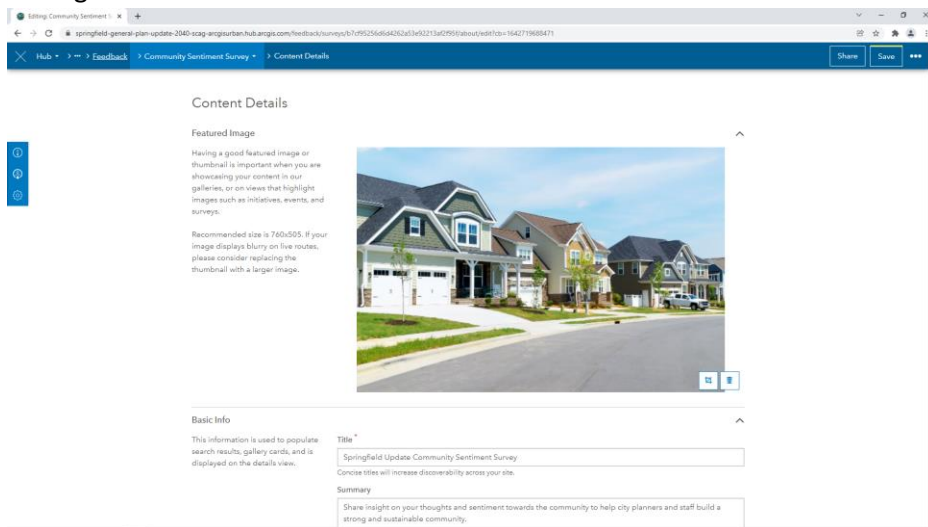 Editing: Community Sentiment S
springfield-general-plan-update-2040-scag-arcgisurban.hub.arcgis.com/feedback/surveys/b7cf95256d6d4262a53e92213af2f95f/about/edit?cb=1642719688471
Hub > > Feedback > Community Sentiment Survey > Content Details Share Save
Content Details
Featured Image
Having a good featured image or
thumbnail is important when you are
showcasing your content in our
galleries, or on views that highlight
images such as initiatives, events, and
surveys.
Recommended size is 760x505. If your
image displays blurry on live routes,
please consider replacing the
thumbnail with a larger image.
Basic Info
This information is used to populate
search results, gallery cards, and is
displayed on the details view.
Title *
Springfield Update Community Sentiment Survey
Concise titles will increase discoverability across your site.
Summary
Share insight on your thoughts and sentiment towards the community to help city planners and staff build a
strong and sustainable community.